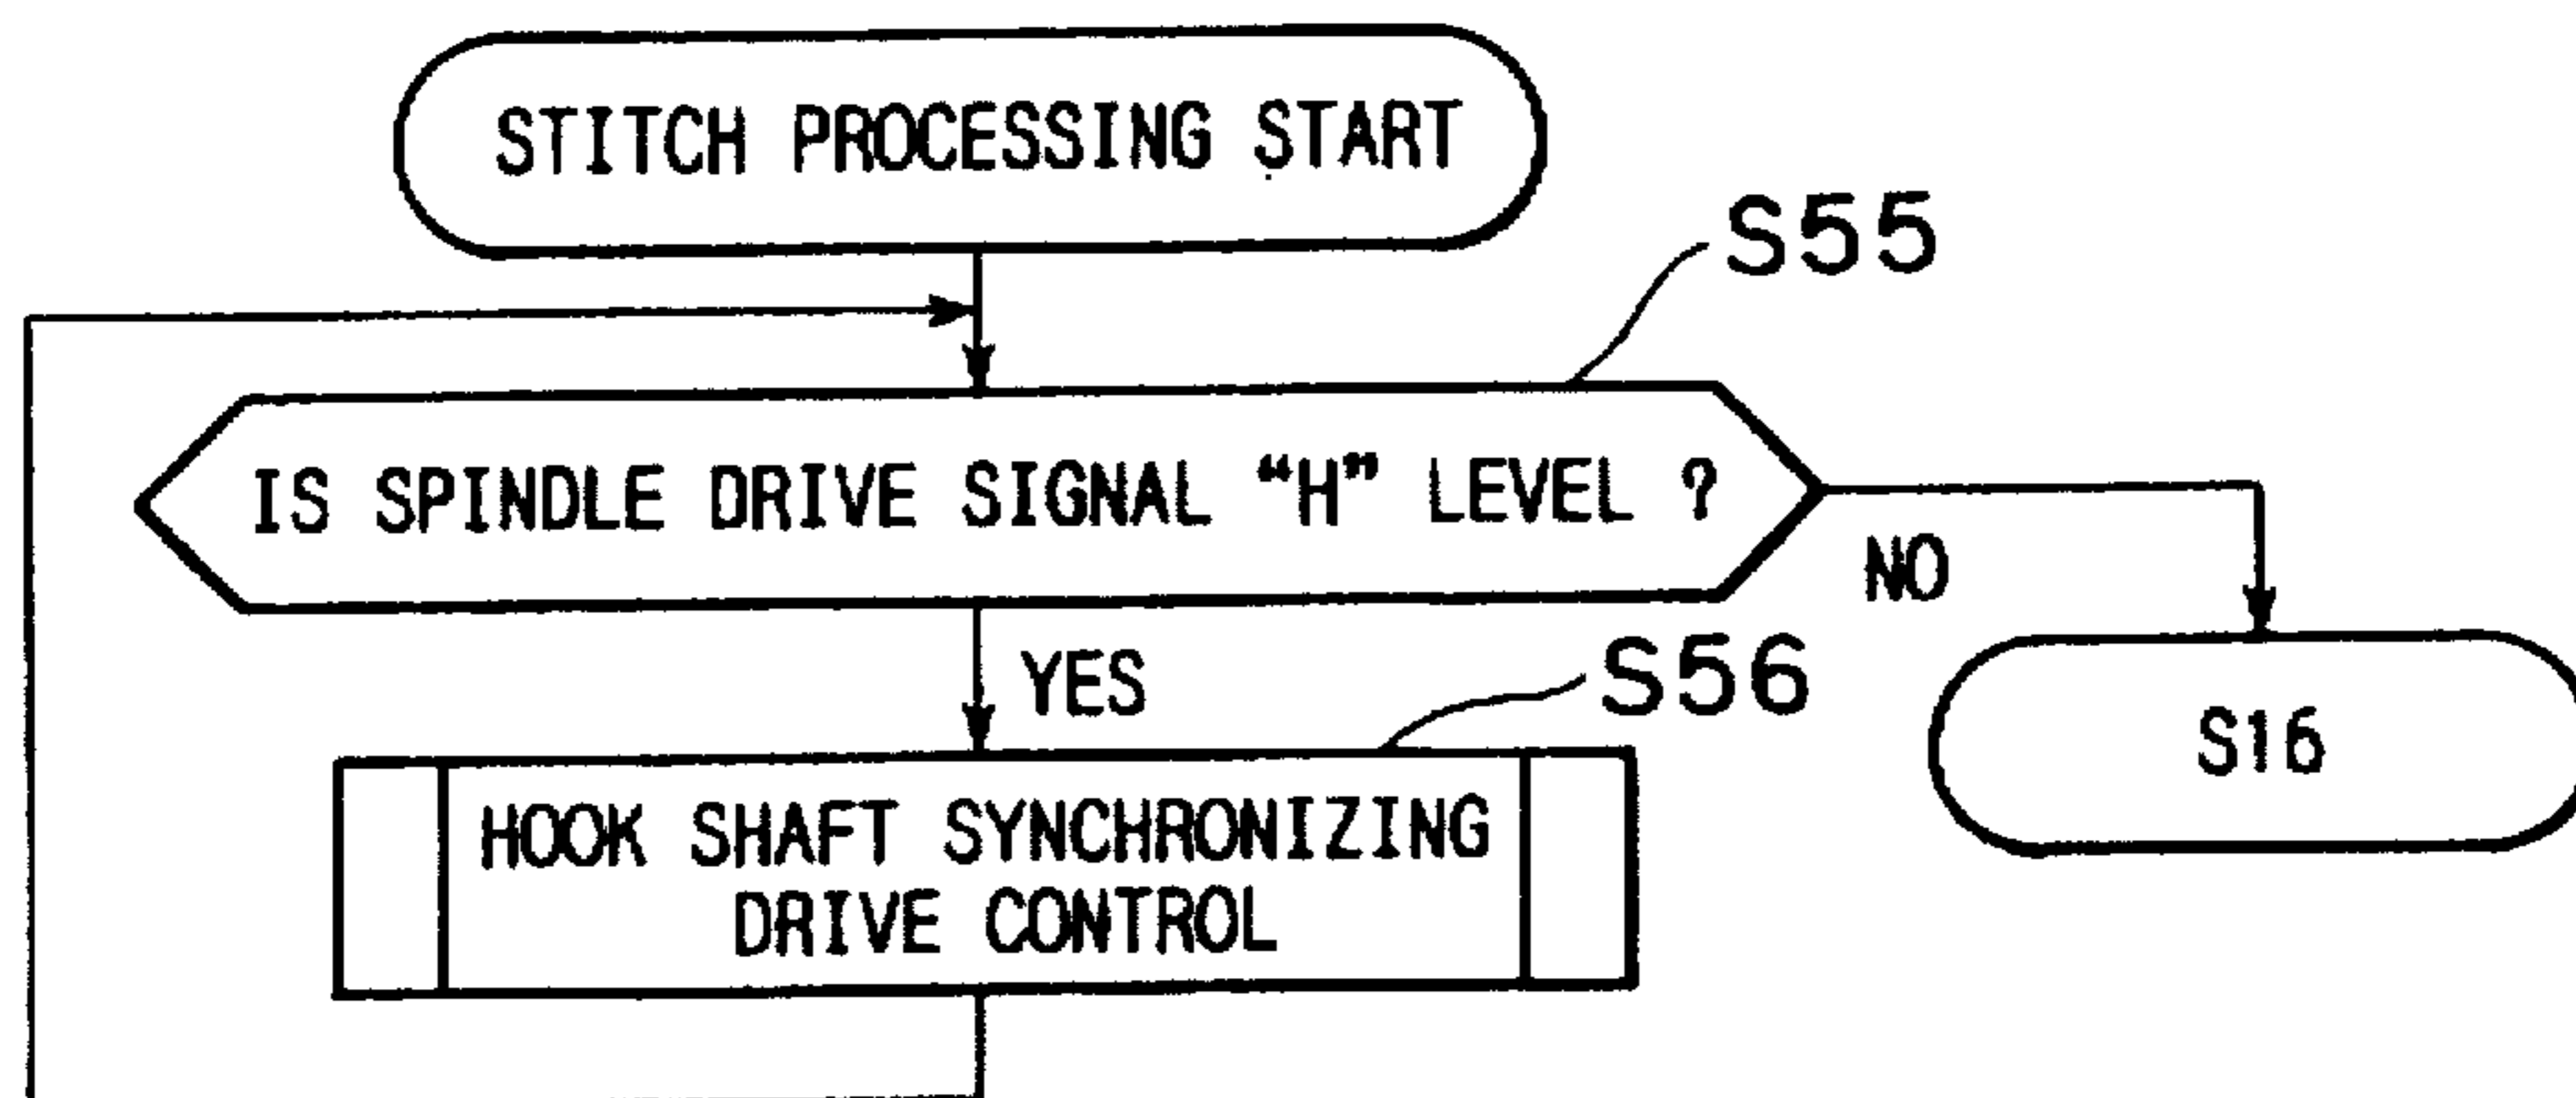 STITCH PROCESSING START
S55
IS SPINDLE DRIVE SIGNAL “H” LEVEL ?
NO
YES
S56
S16
HOOK SHAFT SYNCHRONIZING
DRIVE CONTROL